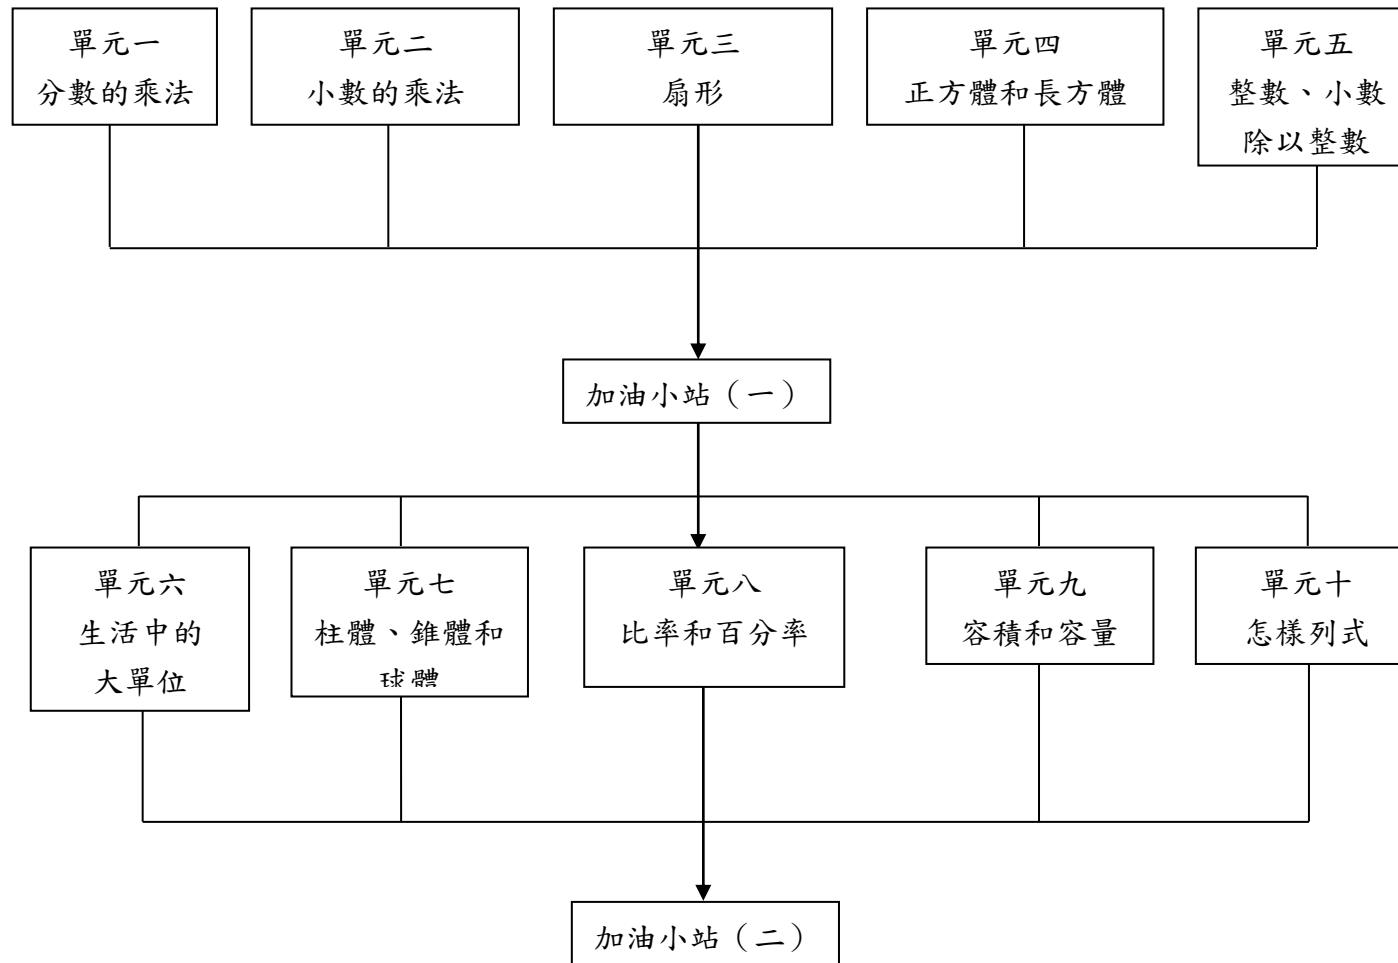 單元一
分數的乘法
單元二
小數的乘法
單元三
扇形
單元四
正方體和長方體
單元五
整數、小數
除以整數
加油小站（一）
單元六
生活中的
大單位
單元七
柱體、錐體和
球體
單元八
比率和百分率
單元九
容積和容量
單元十
怎樣列式
加油小站（二）